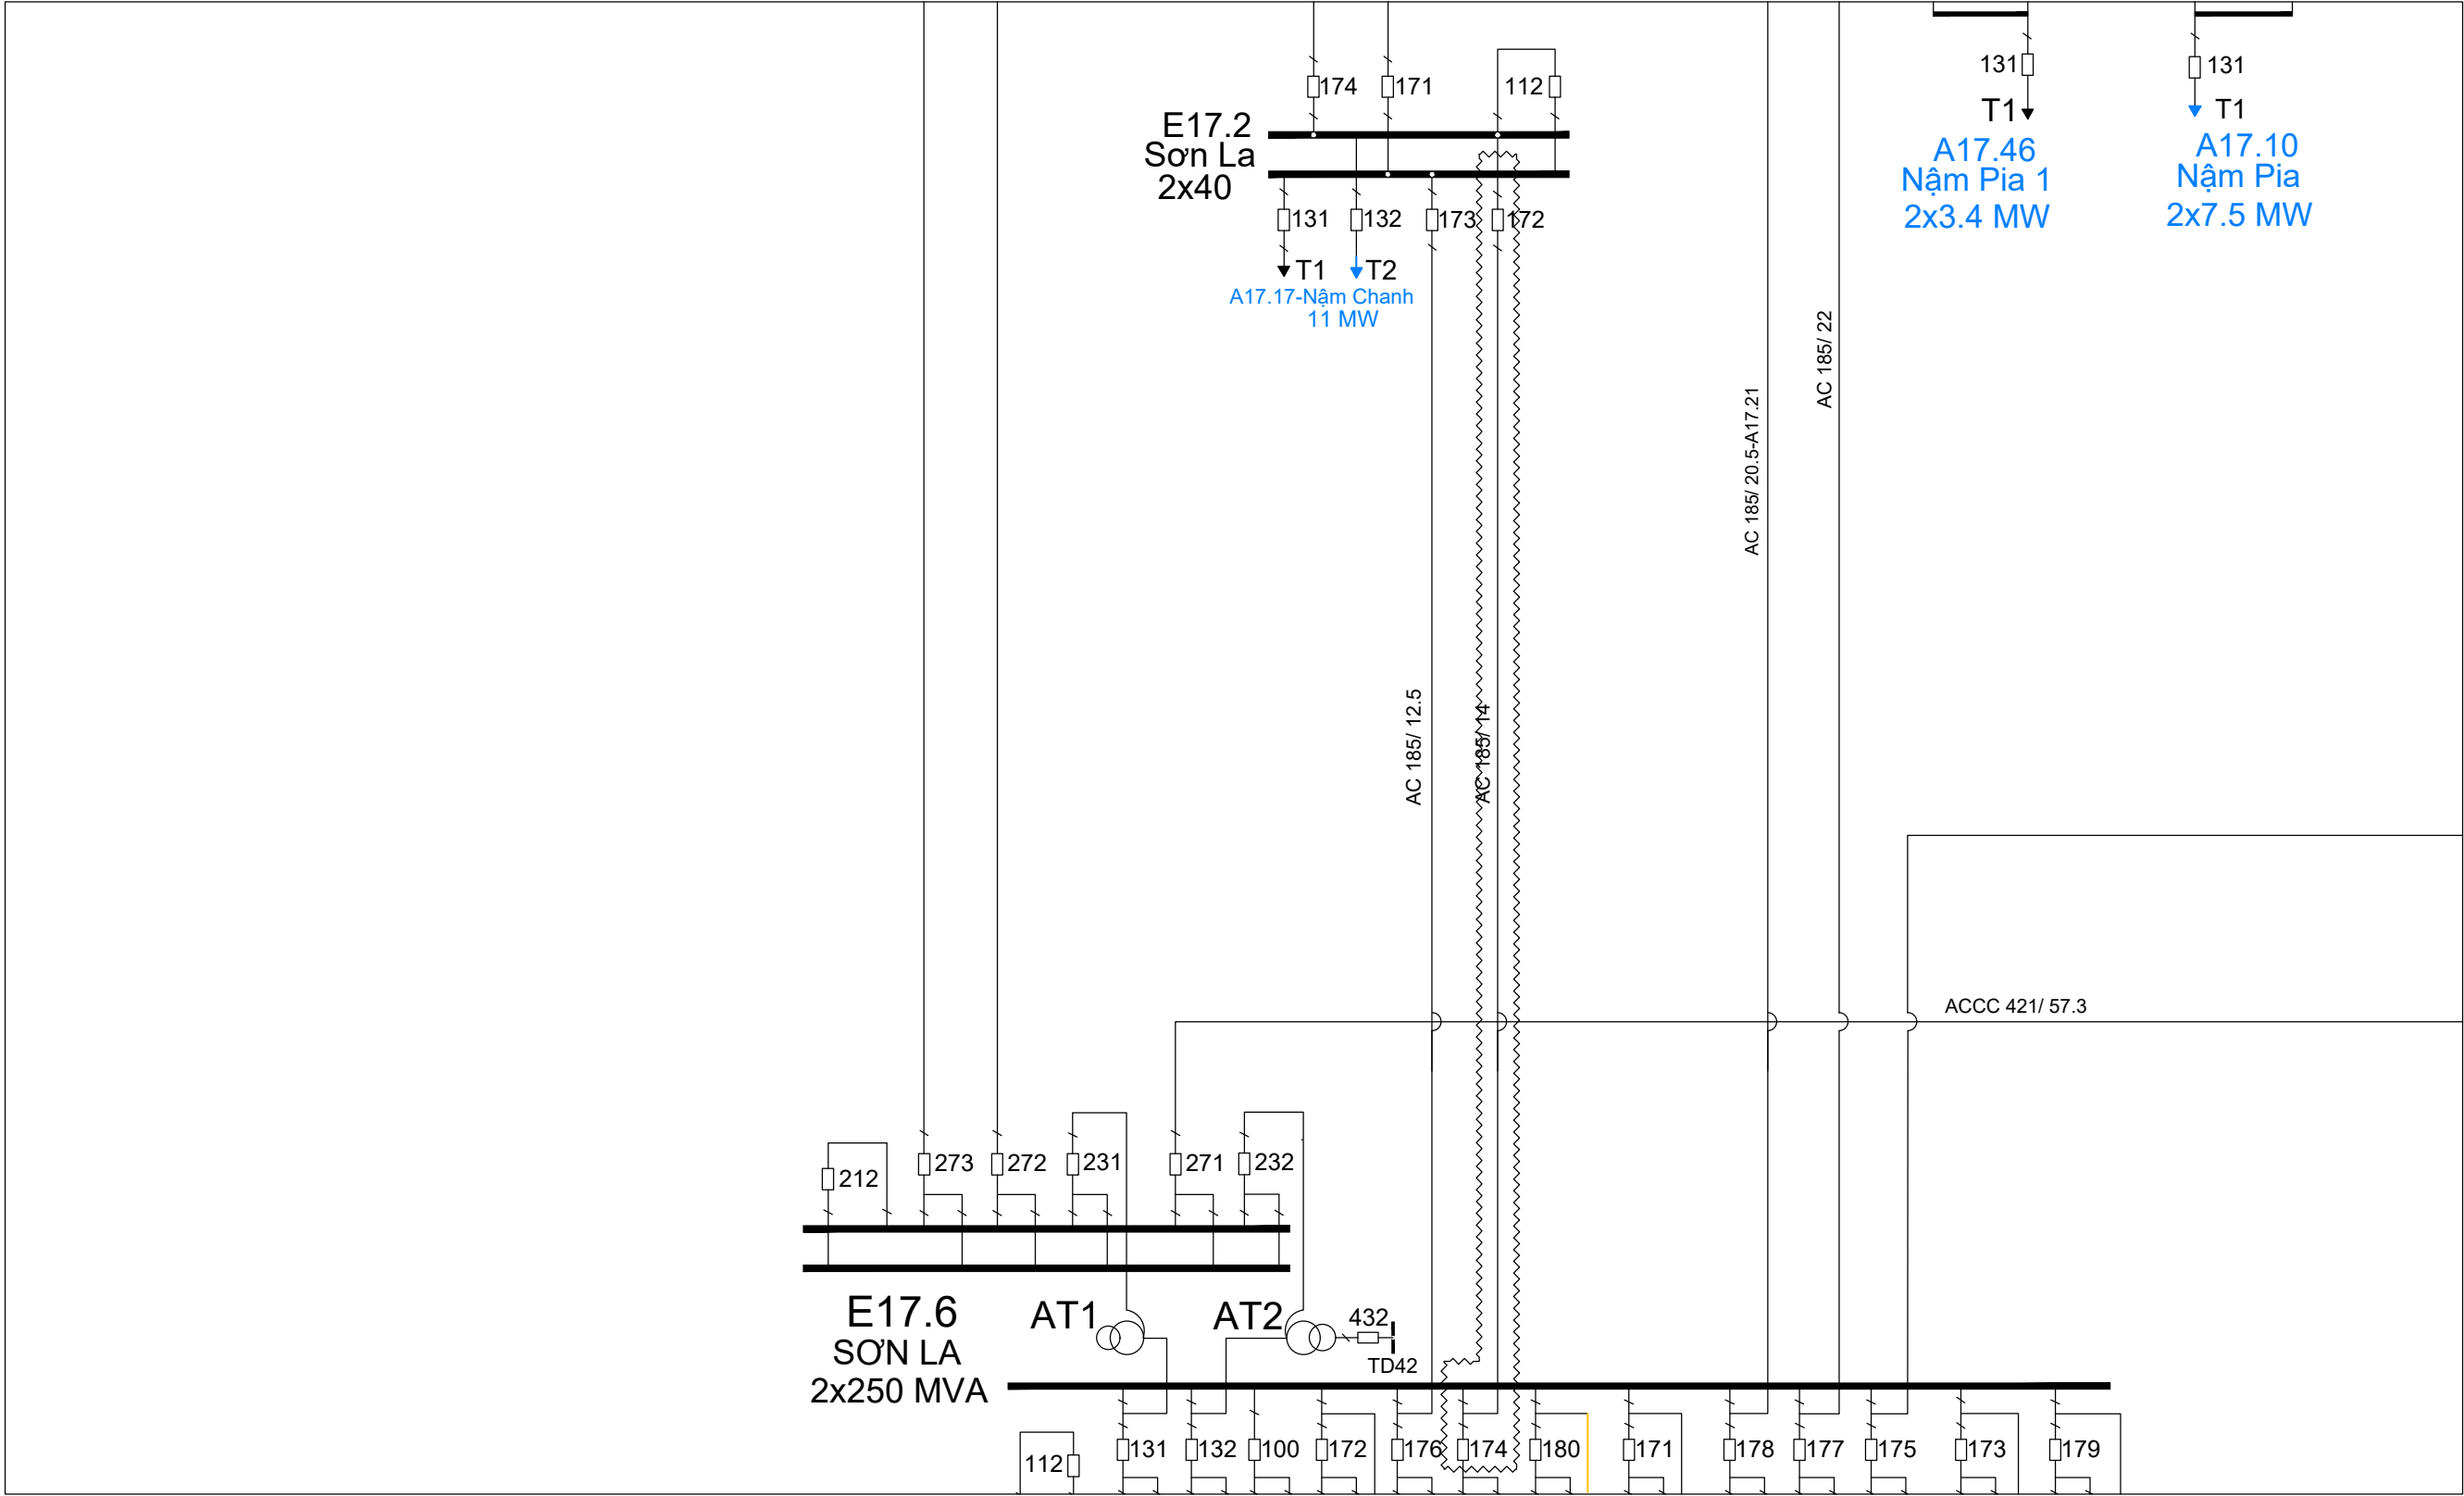 174
171
112
131
131
T1
T1
E17.2
Sơn La
2x40
A17.46
Nậm Pia 1
2x3.4 MW
A17.10
Nậm Pia
2x7.5 MW
131
132
173
172
T1
T2
A17.17-Nậm Chanh
11 MW
AC 185/ 22
AC 185/ 20.5-A17.21
AC 185/ 12.5
AC 185/ 14
ACCC 421/ 57.3
212
273
272
231
271
232
E17.6
SƠN LA
2x250 MVA
AT1
AT2
432
TD42
112
131
132
100
172
176
174
180
171
178
177
175
173
179